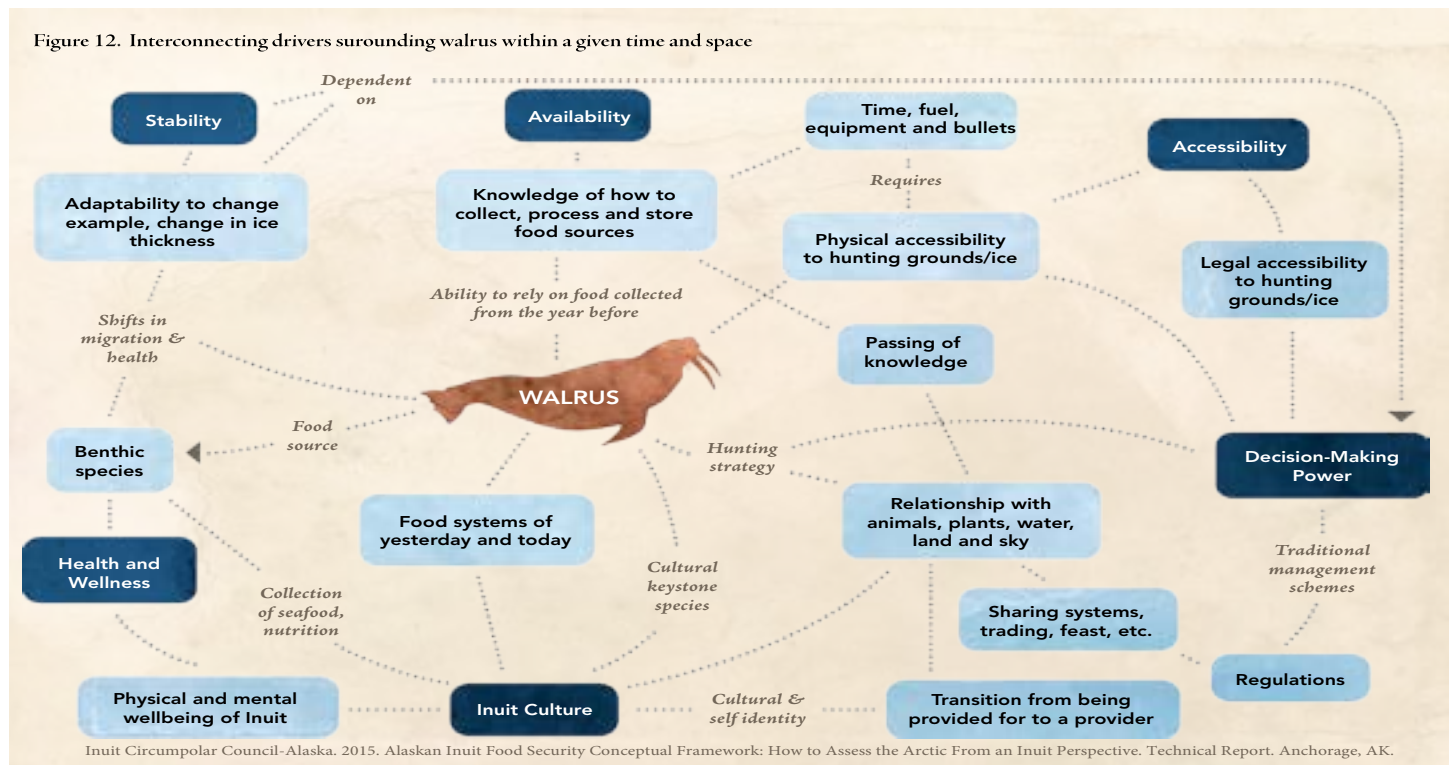 Figure 12. Interconnecting drivers surounding walrus within a given time and space
Dependent
on
Stability
Availability
Time, fuel,
equipment and bullets
Accessibility
Requires
Adaptability to change
example, change in ice
thickness
Knowledge of how to
collect, process and store
food sources
Physical accessibility
to hunting grounds/ice
Legal accessibility
to hunting
grounds/ice
Ability to rely on food collected
from the year before
Shifts in
migration &
health
Passing of
knowledge
WALRUS
Food
source
Benthic
species
Hunting
strategy
Decision-Making
Power
Food systems of
yesterday and today
Relationship with
animals, plants, water,
land and sky
Health and
Wellness
Collection
of seafood,
nutrition
Cultural
keystone
species
Traditional
management
schemes
Sharing systems,
trading, feast, etc.
Regulations
Physical and mental
wellbeing of Inuit
Inuit Culture
Cultural &
self identity
Transition from being
provided for to a provider
Inuit Circumpolar Council-Alaska. 2015. Alaskan Inuit Food Security Conceptual Framework: How to Assess the Arctic From an Inuit Perspective. Technical Report. Anchorage, AK.